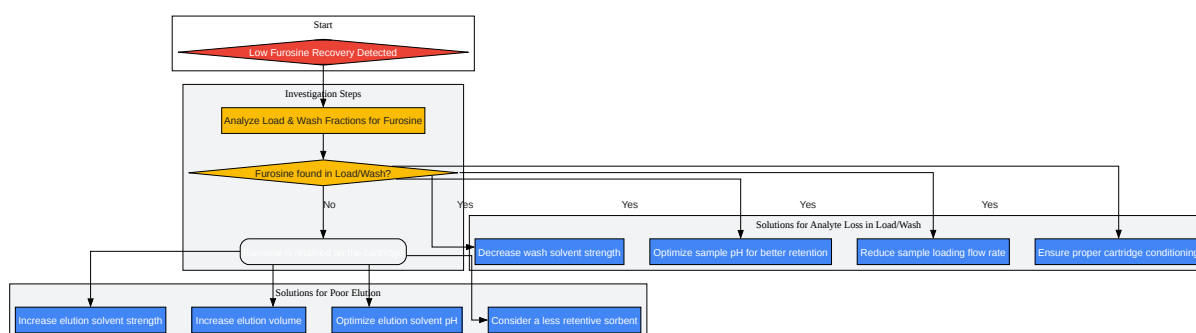 Start
Low Furosine Recovery Detected
Investigation Steps
Analyze Load & Wash Fractions for Furosine
Furosine found in Load/Wash?
No
Yes
Yes
Yes
Yes
Solutions for Analyte Loss in Load/Wash
Decrease wash solvent strength
Optimize sample pH for better retention
Reduce sample loading flow rate
Ensure proper cartridge conditioning
Solutions for Poor Elution
Increase elution solvent strength
Increase elution volume
Optimize elution solvent pH
Consider a less retentive sorbent